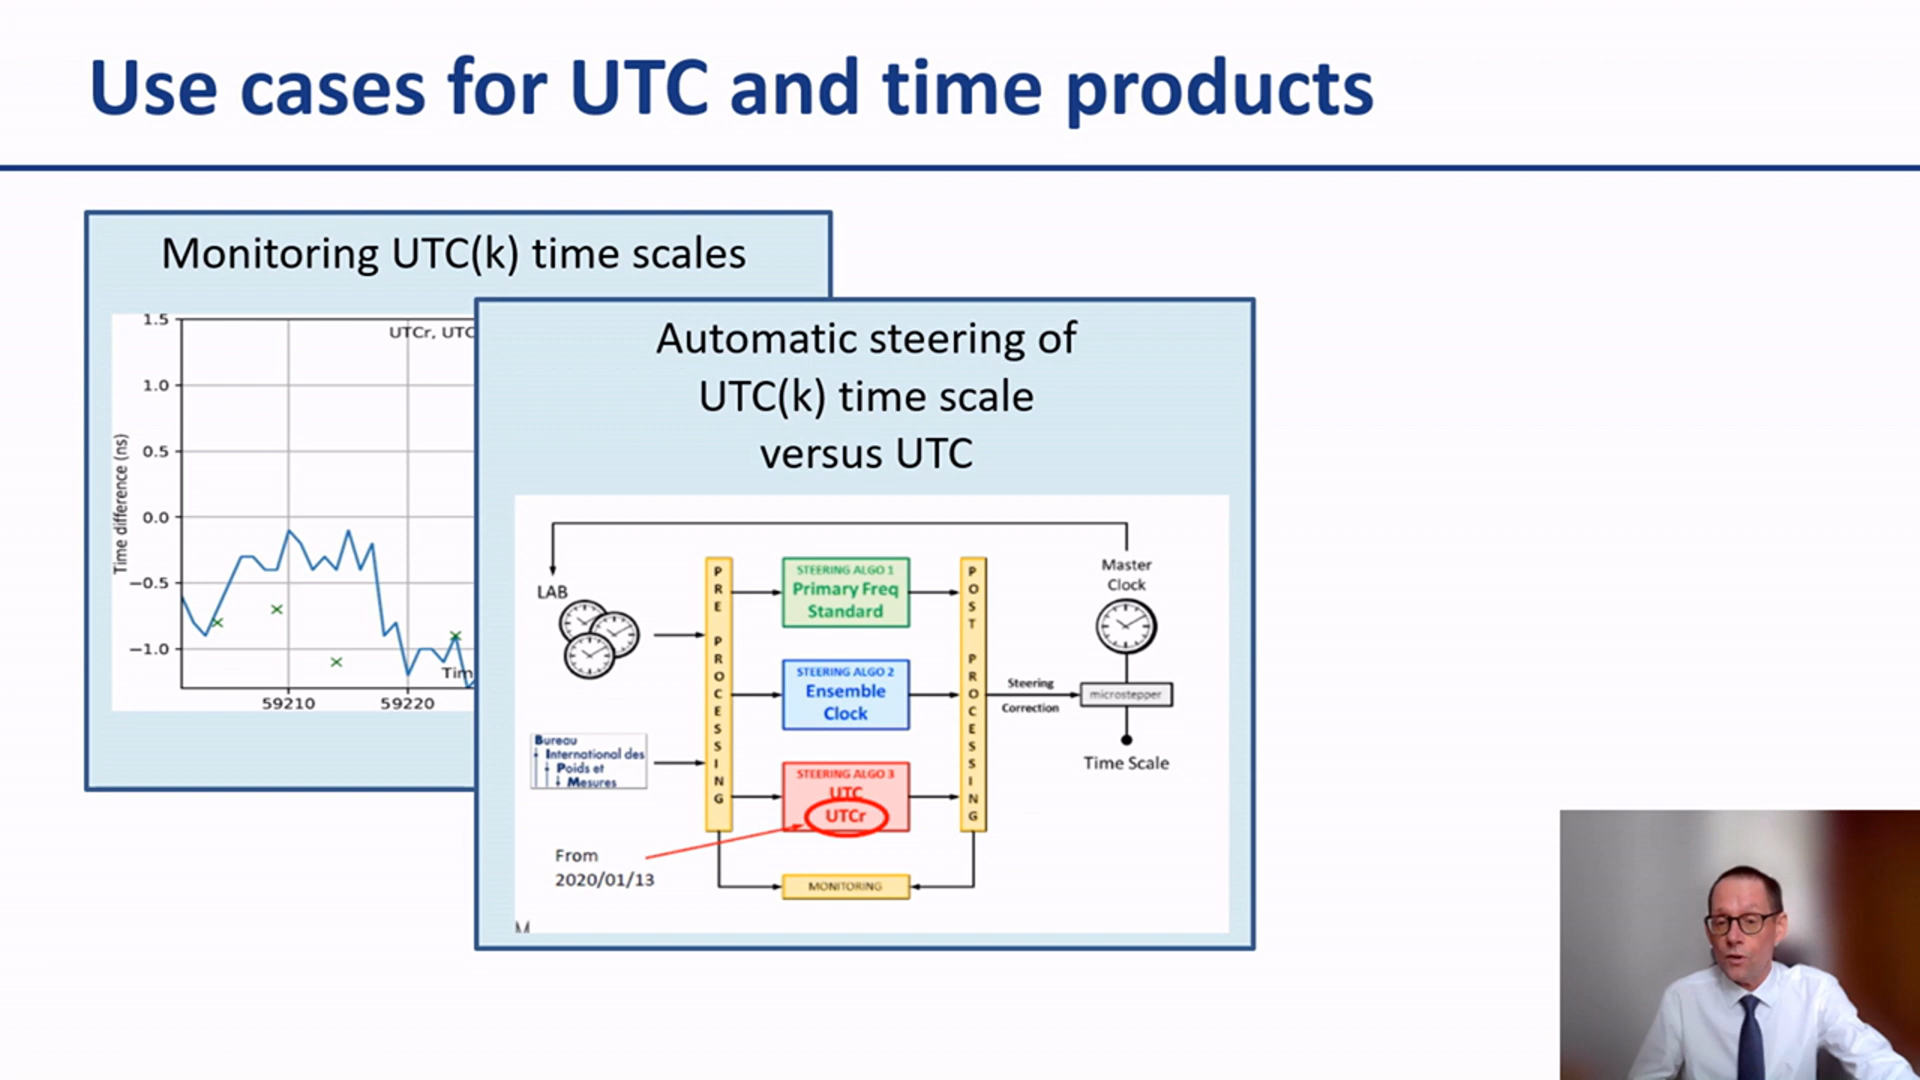 Use cases for UTC and time products
Monitoring UTC(k) time scales
UTCr, UTC
1.5
1.0
0.5
0.0
−0.5
−1.0
Time difference (ns)
59210
59220
Tim
Automatic steering of
UTC(k) time scale
versus UTC
LAB
Bureau
International des
Poids et
Mesures
From
2020/01/13
PRE PROCESSING
STEERING ALGO 1
Primary Freq
Standard
STEERING ALGO 2
Ensemble
Clock
STEERING ALGO 3
UTC
UTCr
MONITORING
POST PROCESSING
Steering
Correction
Master
Clock
microstepper
Time Scale
M